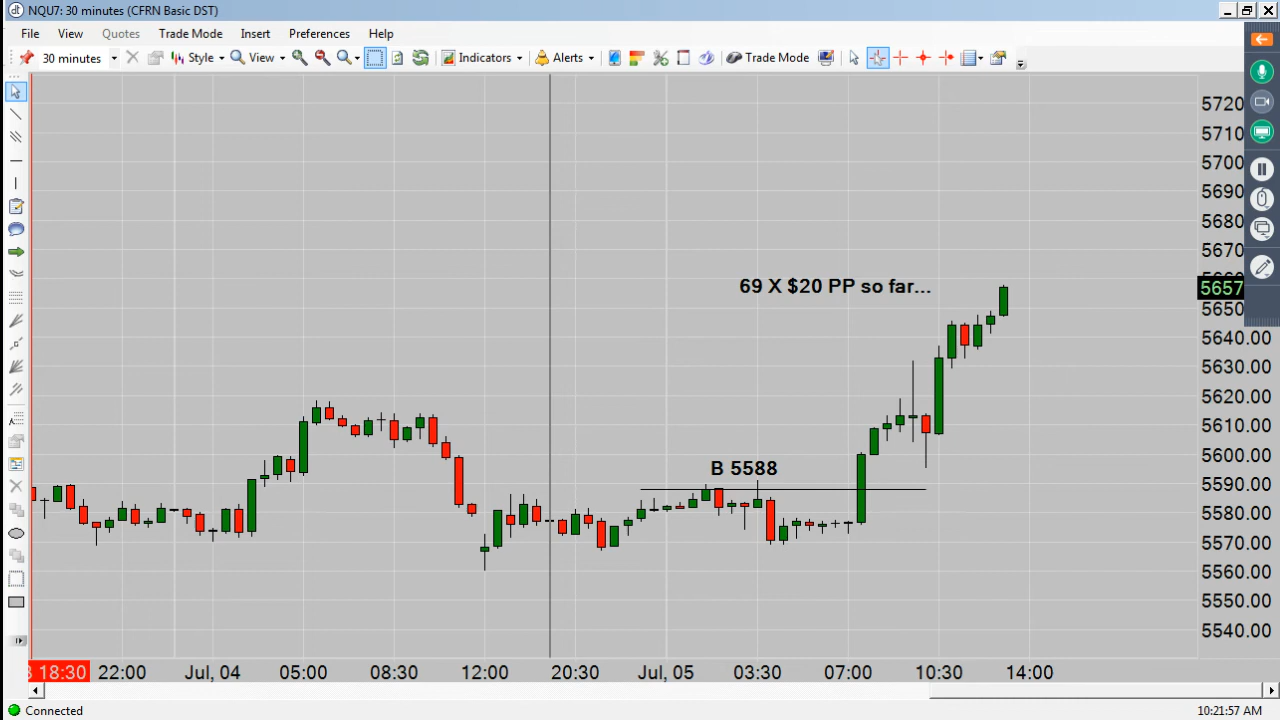 NQU7: 30 minutes (CFRN Basic DST)
File View Quotes Trade Mode Insert Preferences Help
30 minutes Style View Indicators Alerts Trade Mode
5720
5710
5700
5690
5680
5670
69 X $20 PP so far...
5657
5650
5640.00
5630.00
5620.00
5610.00
5600.00
B 5588
5590.00
5580.00
5570.00
5560.00
5550.00
5540.00
18:30 22:00 Jul, 04 05:00 08:30 12:00 20:30 Jul, 05 03:30 07:00 10:30 14:00
Connected 10:21:57 AM